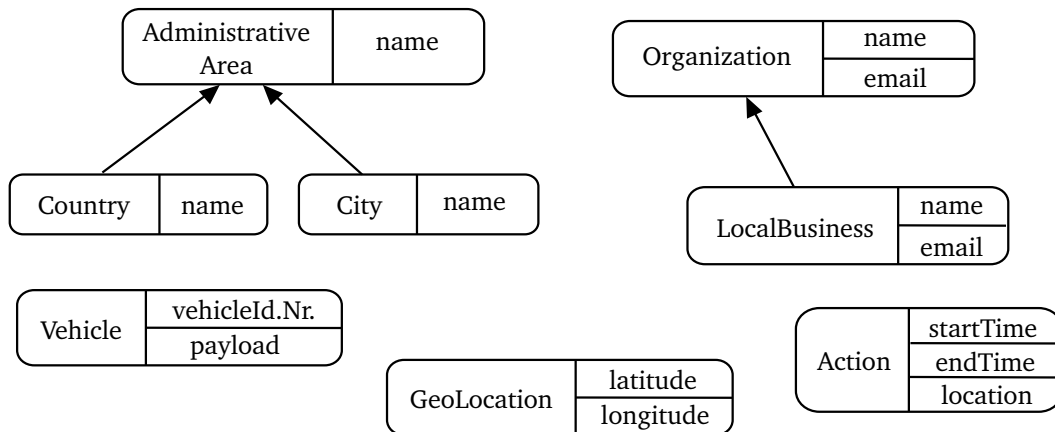 Administrative
Area
name
Organization
name
email
Country
name
City
name
LocalBusiness
name
email
Vehicle
vehicleId.Nr.
payload
GeoLocation
latitude
longitude
Action
startTime
endTime
location